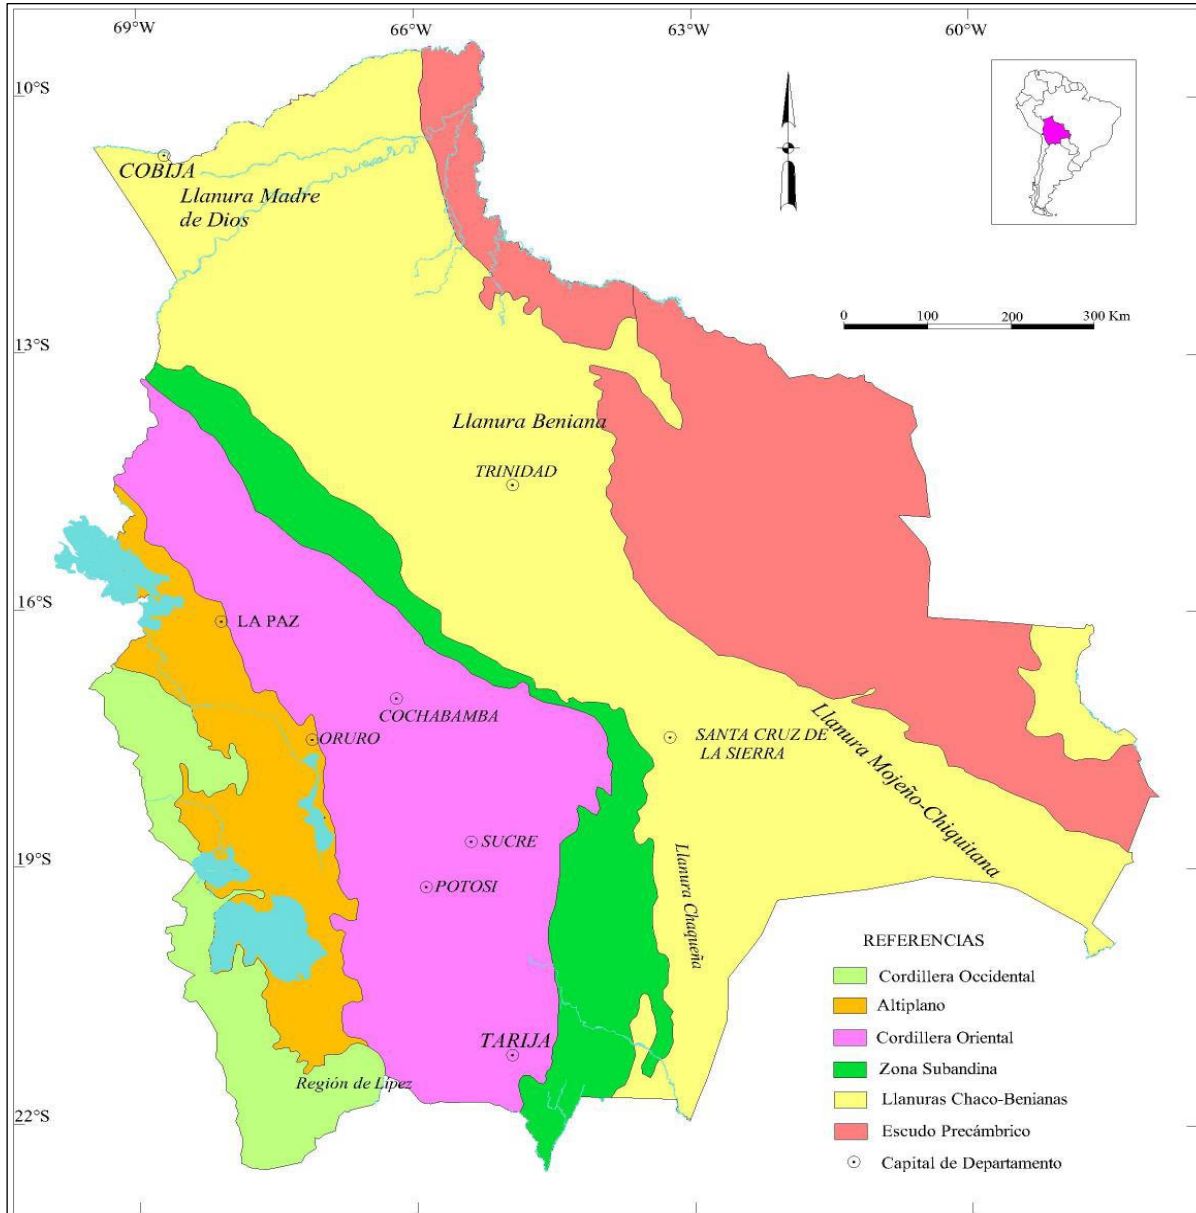 69°W
66°W
63°W
60°W
10°S
13°S
16°S
19°S
22°S
COBIJA
Llanura Madre
de Dios
0 100 200 300 Km
Llanura Beniana
TRINIDAD
LA PAZ
COCHABAMBA
ORURO
SANTA CRUZ DE
LA SIERRA
Llanura Mojeño-Chiquitana
SUCRE
POTOSI
Llanura Chaqueña
TARIJA
Región de Lípez
REFERENCIAS
Cordillera Occidental
Altiplano
Cordillera Oriental
Zona Subandina
Llanuras Chaco-Benianas
Escudo Precámbrico
Capital de Departamento